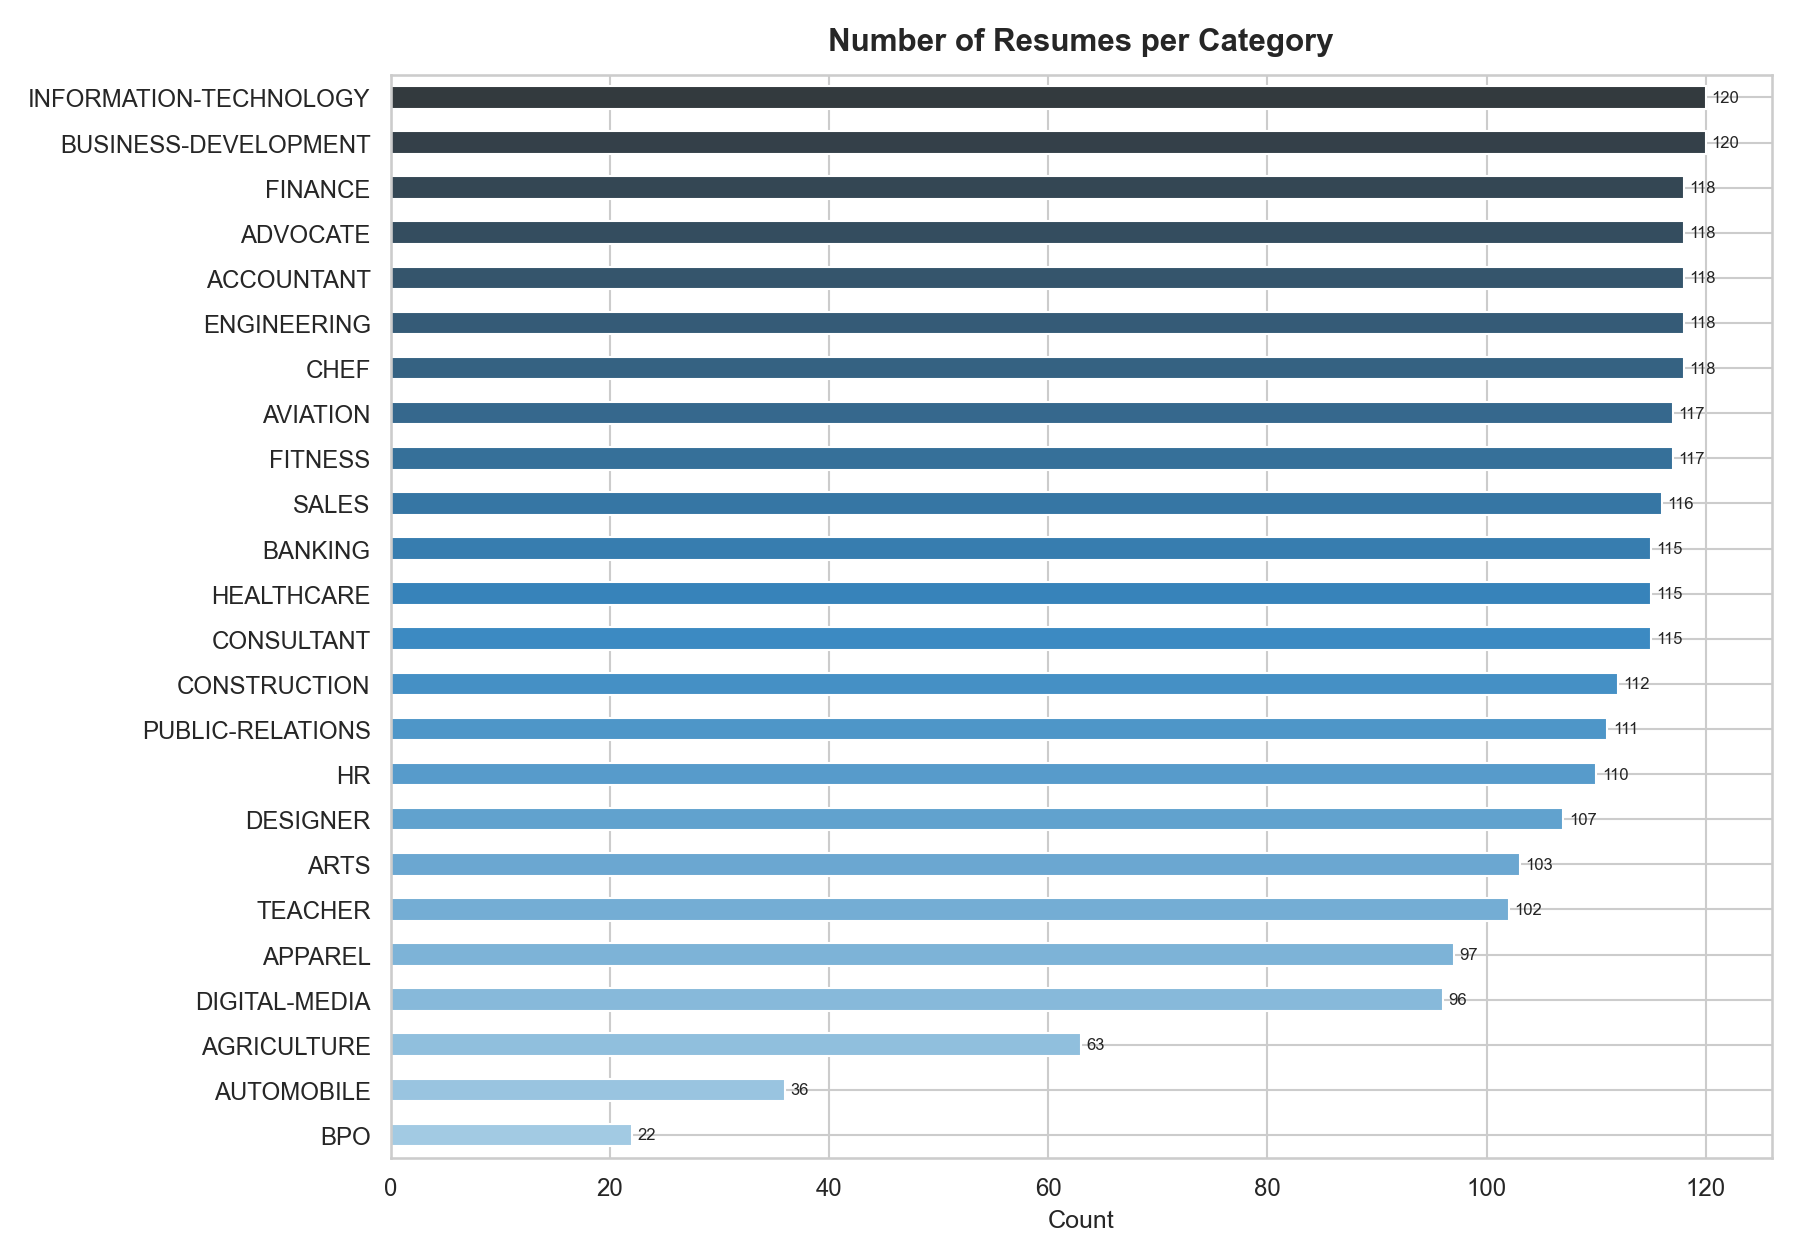 Number of Resumes per Category
INFORMATION-TECHNOLOGY 120
BUSINESS-DEVELOPMENT 120
FINANCE 118
ADVOCATE 118
ACCOUNTANT 118
ENGINEERING 118
CHEF 118
AVIATION 117
FITNESS 117
SALES 116
BANKING 115
HEALTHCARE 115
CONSULTANT 115
CONSTRUCTION 112
PUBLIC-RELATIONS 111
HR 110
DESIGNER 107
ARTS 103
TEACHER 102
APPAREL 97
DIGITAL-MEDIA 96
AGRICULTURE 63
AUTOMOBILE 36
BPO 22
0 20 40 60 80 100 120
Count